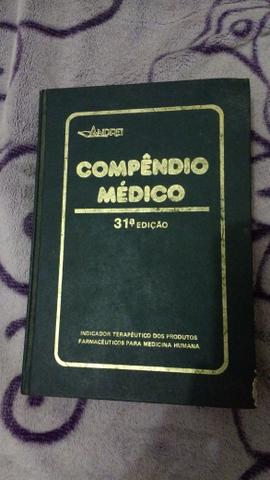 ANDREI
COMPÊNDIO
MÉDICO
31ª EDIÇÃO
INDICADOR TERAPÊUTICO DOS PRODUTOS
FARMACÊUTICOS PARA MEDICINA HUMANA